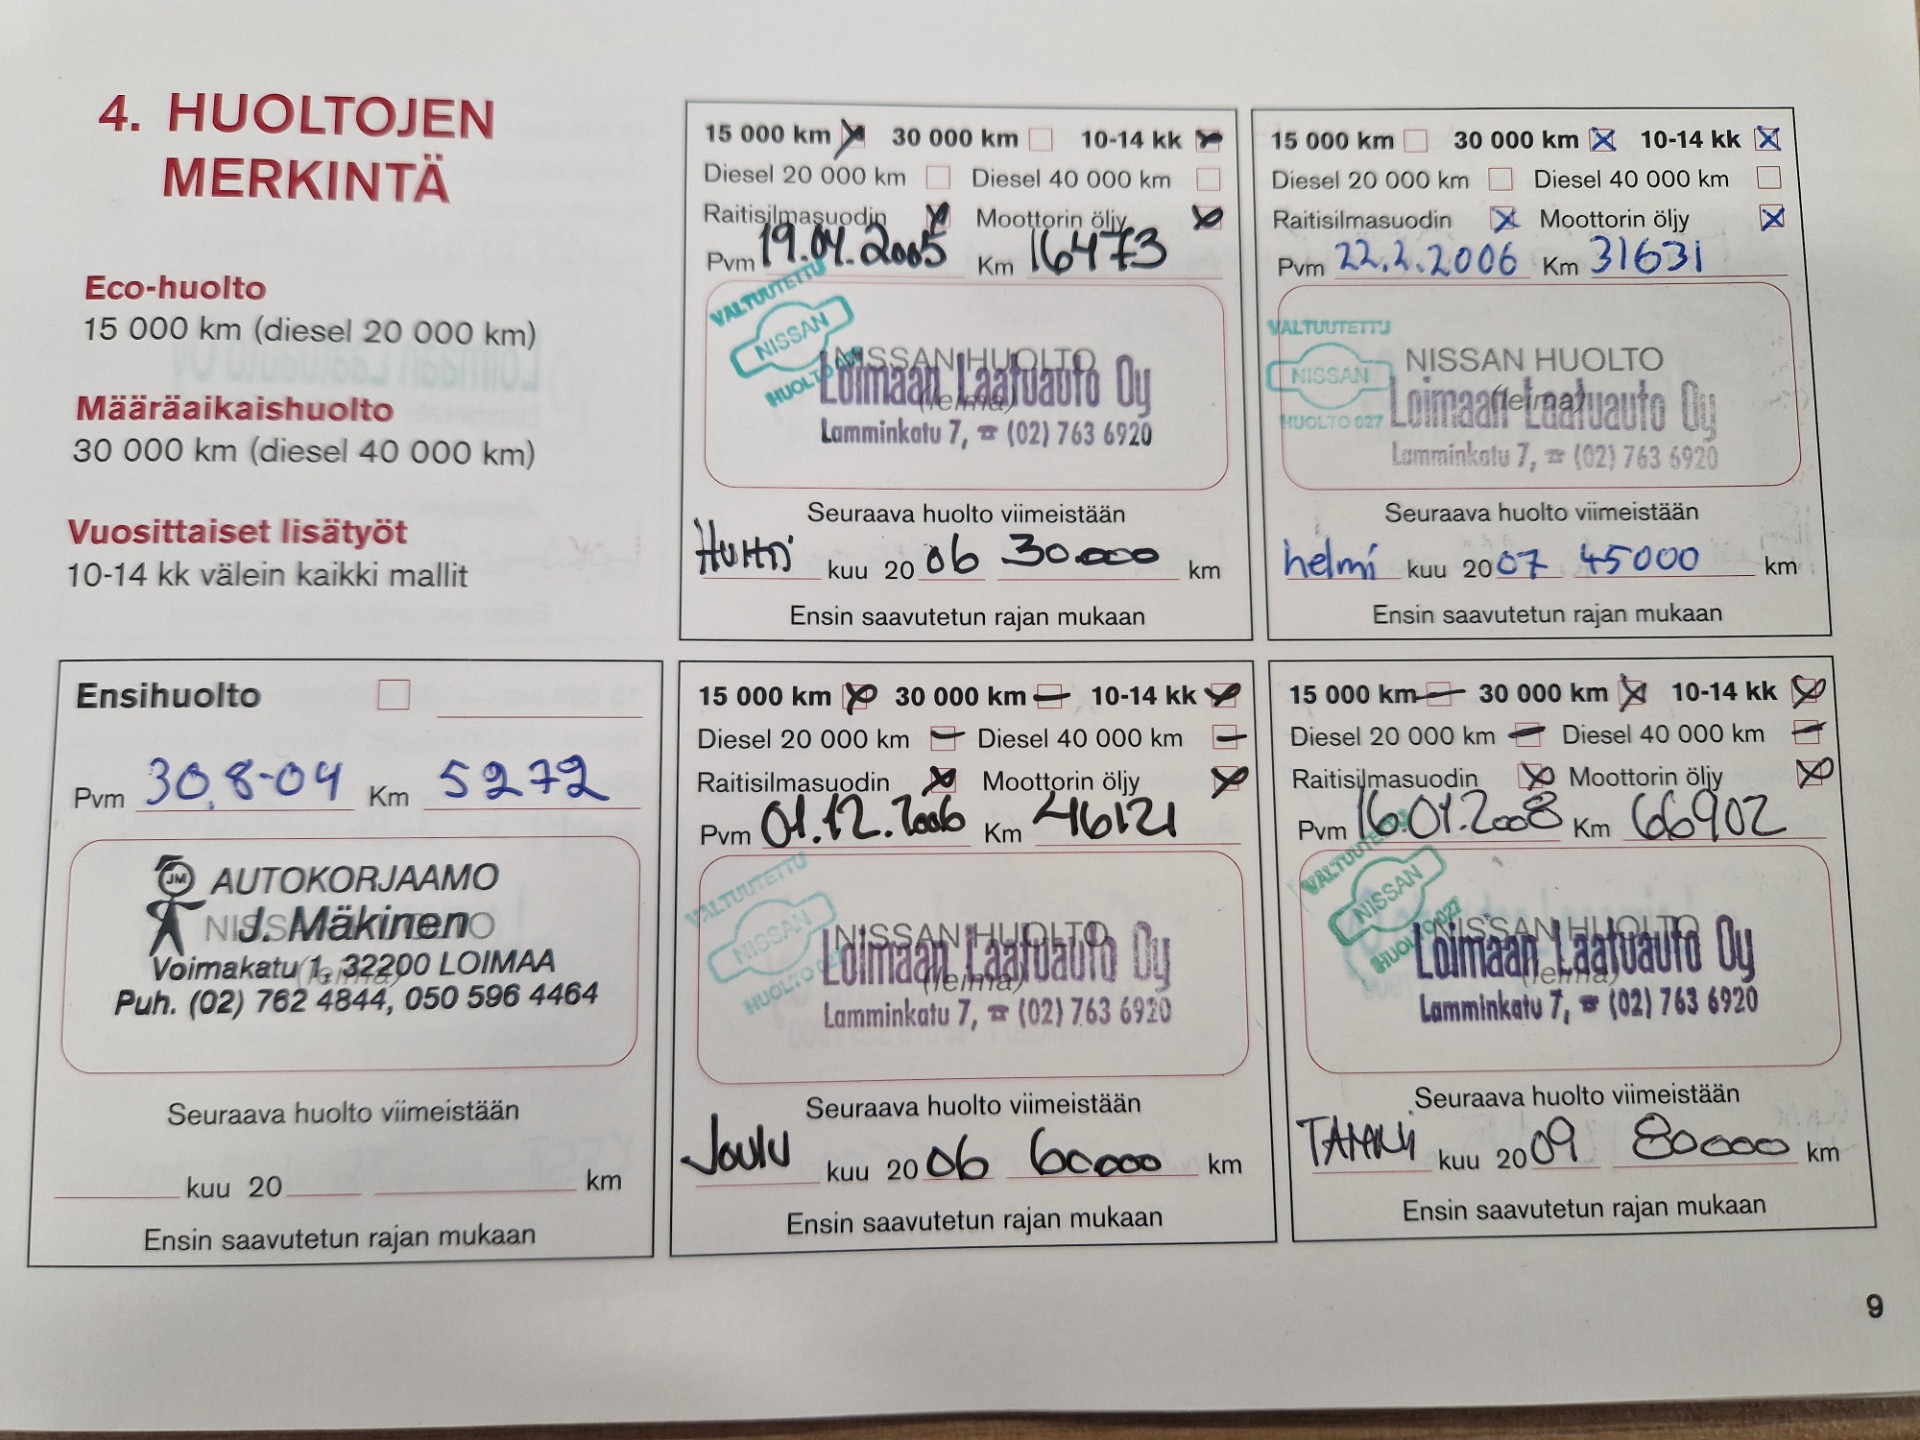 4. HUOLTOJEN
MERKINTÄ
Eco-huolto
15 000 km (diesel 20 000 km)
Määräaikaishuolto
30 000 km (diesel 40 000 km)
Vuosittaiset lisätyöt
10-14 kk välein kaikki mallit
15 000 km 30 000 km 10-14 kk
Diesel 20 000 km Diesel 40 000 km
Raitisilmasuodin Moottorin öljy
Pvm 19.04.2005 Km 16473
VALTUUTETTU
NISSAN
HUOLTO
NISSAN HUOLTO
Loimaan Laatuauto Oy
(leima)
Lamminkatu 7, ☎ (02) 763 6920
Seuraava huolto viimeistään
Huhti kuu 2006 30.000 km
Ensin saavutetun rajan mukaan
15 000 km 30 000 km 10-14 kk
Diesel 20 000 km Diesel 40 000 km
Raitisilmasuodin Moottorin öljy
Pvm 22.2.2006 Km 31631
VALTUUTETTU
NISSAN
HUOLTO 027
NISSAN HUOLTO
Loimaan Laatuauto Oy
(leima)
Lamminkatu 7, ☎ (02) 763 6920
Seuraava huolto viimeistään
helmi kuu 2007 45000 km
Ensin saavutetun rajan mukaan
Ensihuolto
Pvm 30.8-04 Km 5272
JM AUTOKORJAAMO
NISSAN HUOLTO
J. Mäkinen
Voimakatu 1, 32200 LOIMAA
(leima)
Puh. (02) 762 4844, 050 596 4464
Seuraava huolto viimeistään
kuu 20 km
Ensin saavutetun rajan mukaan
15 000 km 30 000 km 10-14 kk
Diesel 20 000 km Diesel 40 000 km
Raitisilmasuodin Moottorin öljy
Pvm 01.12.2006 Km 46121
VALTUUTETTU
NISSAN
HUOLTO 027
NISSAN HUOLTO
Loimaan Laatuauto Oy
(leima)
Lamminkatu 7, ☎ (02) 763 6920
Seuraava huolto viimeistään
Joulu kuu 2006 60.000 km
Ensin saavutetun rajan mukaan
15 000 km 30 000 km 10-14 kk
Diesel 20 000 km Diesel 40 000 km
Raitisilmasuodin Moottorin öljy
Pvm 16.01.2008 Km 66902
VALTUUTETTU
NISSAN
HUOLTO 027
NISSAN HUOLTO
Loimaan Laatuauto Oy
(leima)
Lamminkatu 7, ☎ (02) 763 6920
Seuraava huolto viimeistään
TAMMI kuu 2009 80000 km
Ensin saavutetun rajan mukaan
9